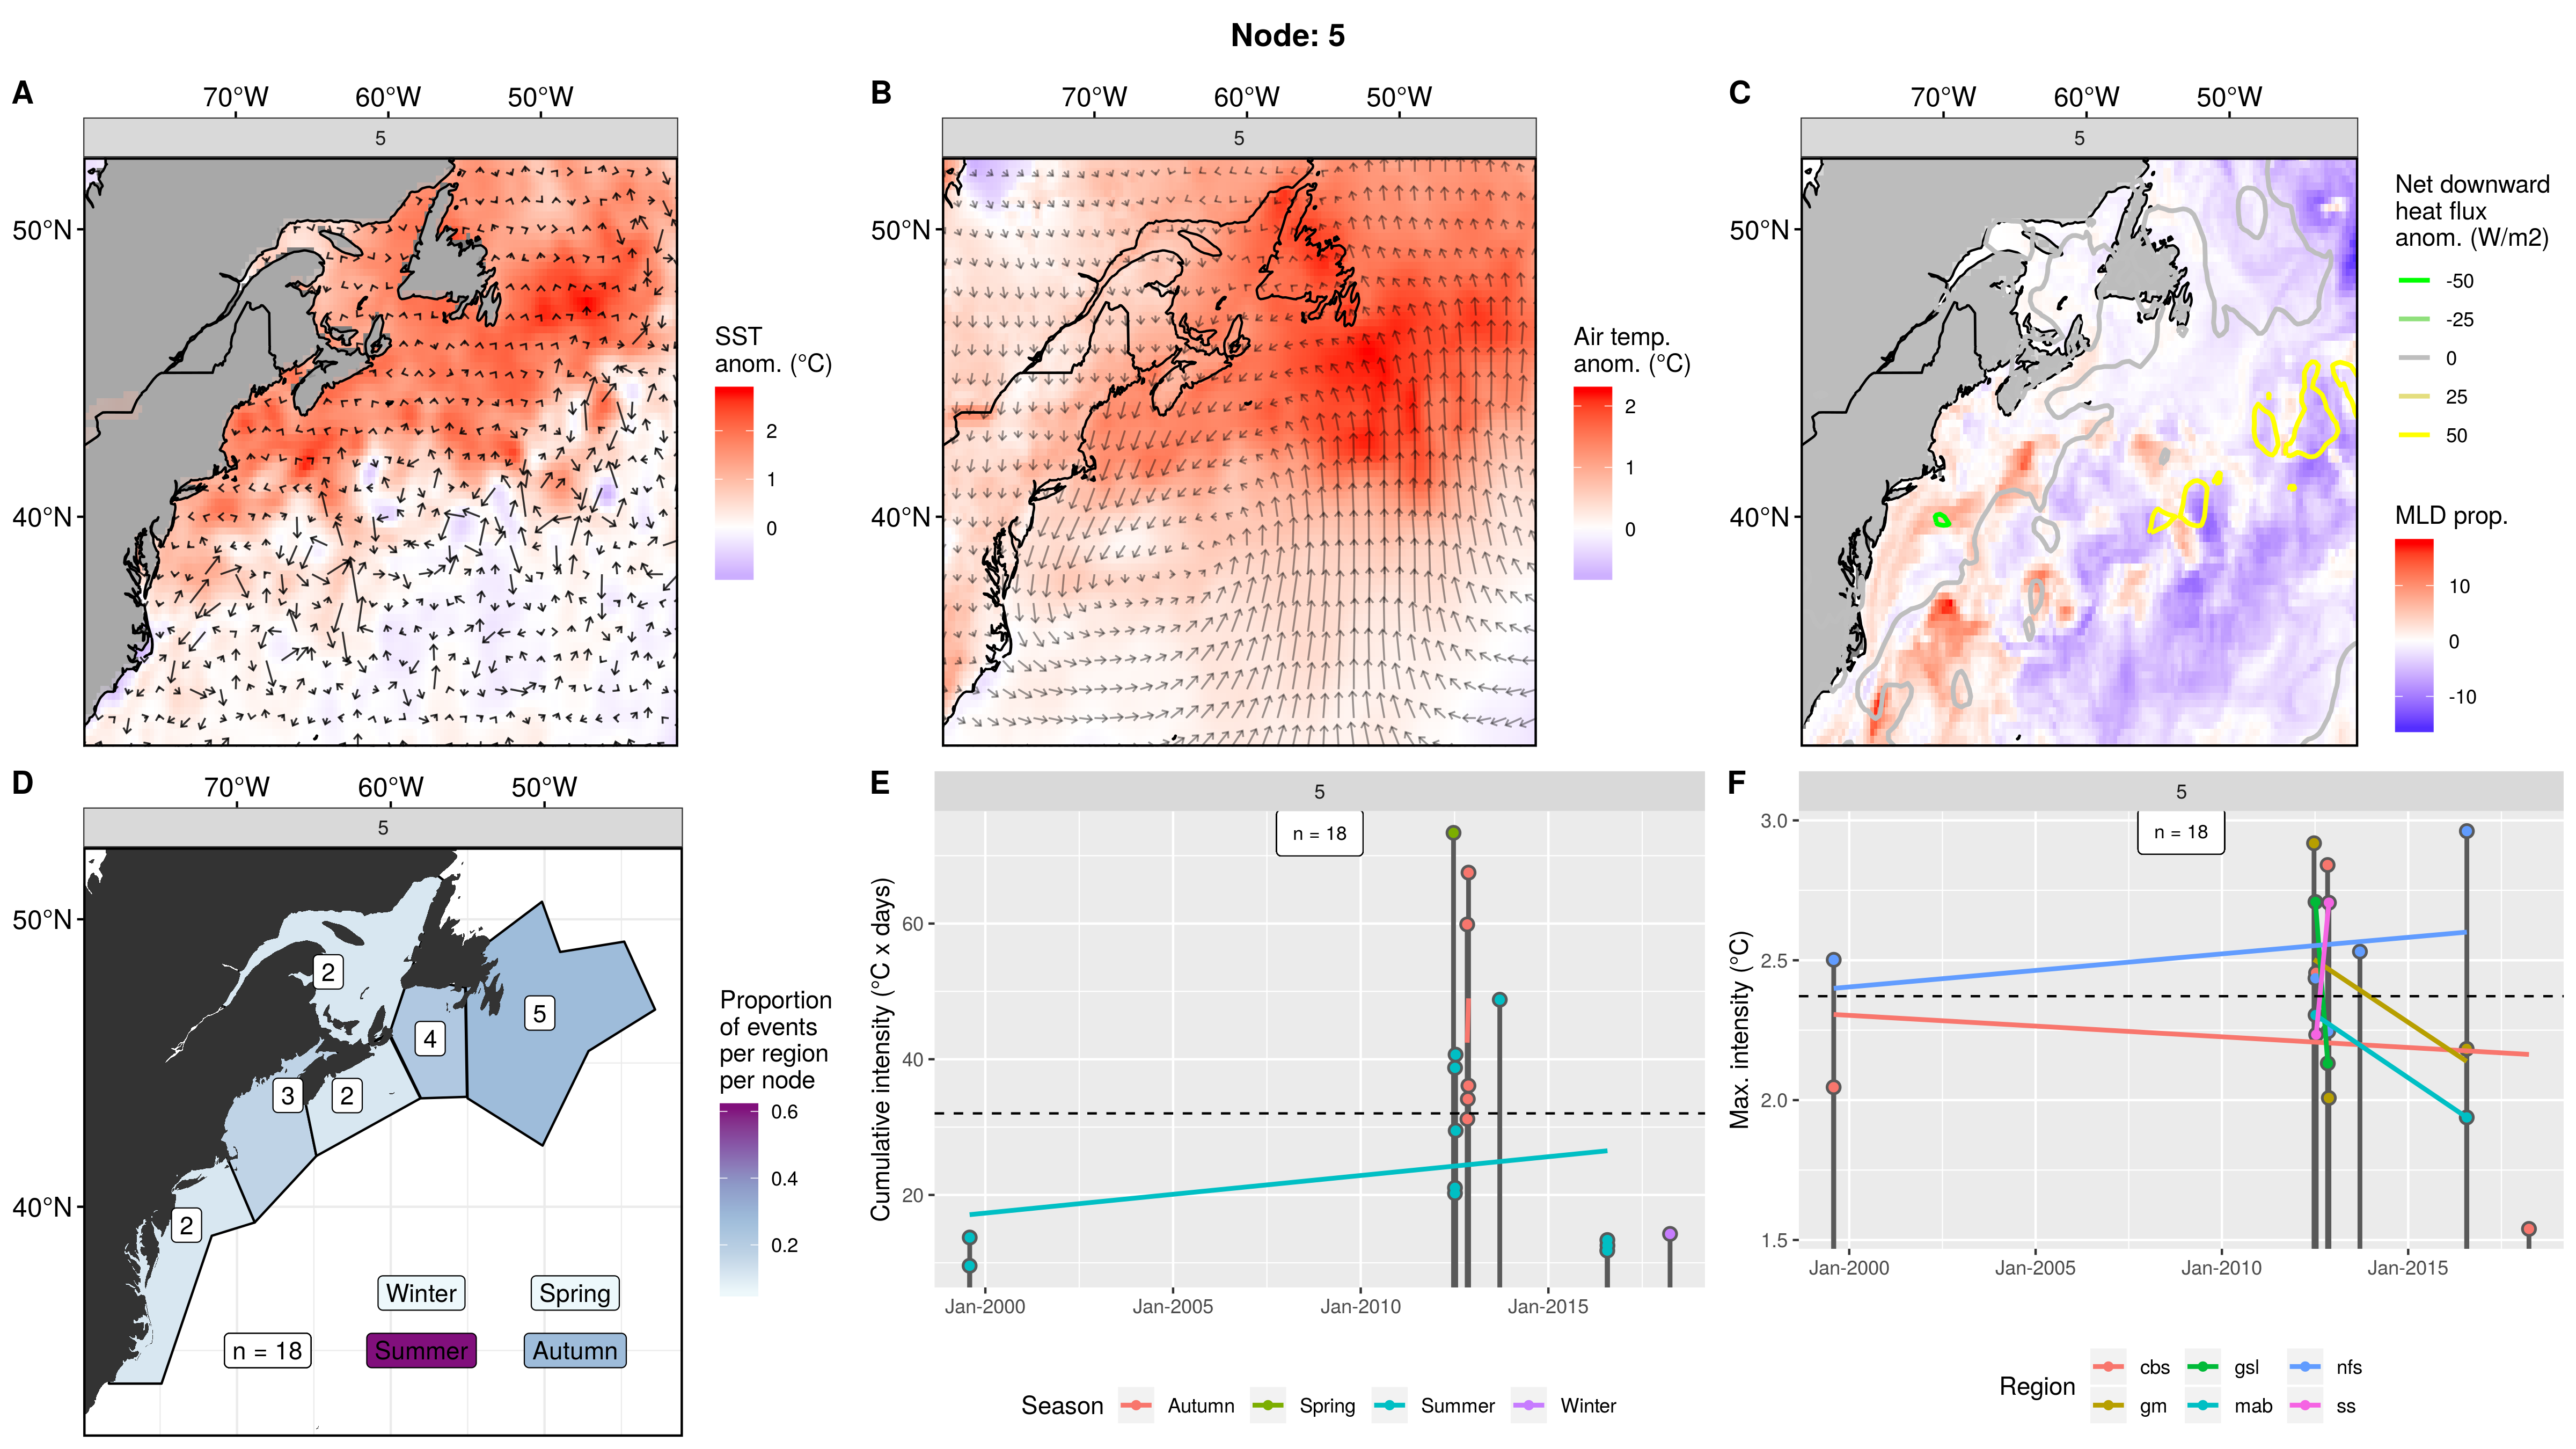 Node: 5
A
70°W 60°W 50°W
5
50°N
40°N
SST
anom. (°C)
2
1
0
B
70°W 60°W 50°W
5
50°N
40°N
Air temp.
anom. (°C)
2
1
0
C
70°W 60°W 50°W
5
50°N
40°N
Net downward
heat flux
anom. (W/m2)
-50
-25
0
25
50
MLD prop.
10
0
-10
D
70°W 60°W 50°W
5
50°N
40°N
2
4
5
3
2
2
Winter
Spring
n = 18
Summer
Autumn
Proportion
of events
per region
per node
0.6
0.4
0.2
E
5
n = 18
Cumulative intensity (°C x days)
60
40
20
Jan-2000 Jan-2005 Jan-2010 Jan-2015
Season Autumn Spring Summer Winter
F
5
n = 18
Max. intensity (°C)
3.0
2.5
2.0
1.5
Jan-2000 Jan-2005 Jan-2010 Jan-2015
Region
cbs gsl nfs
gm mab ss